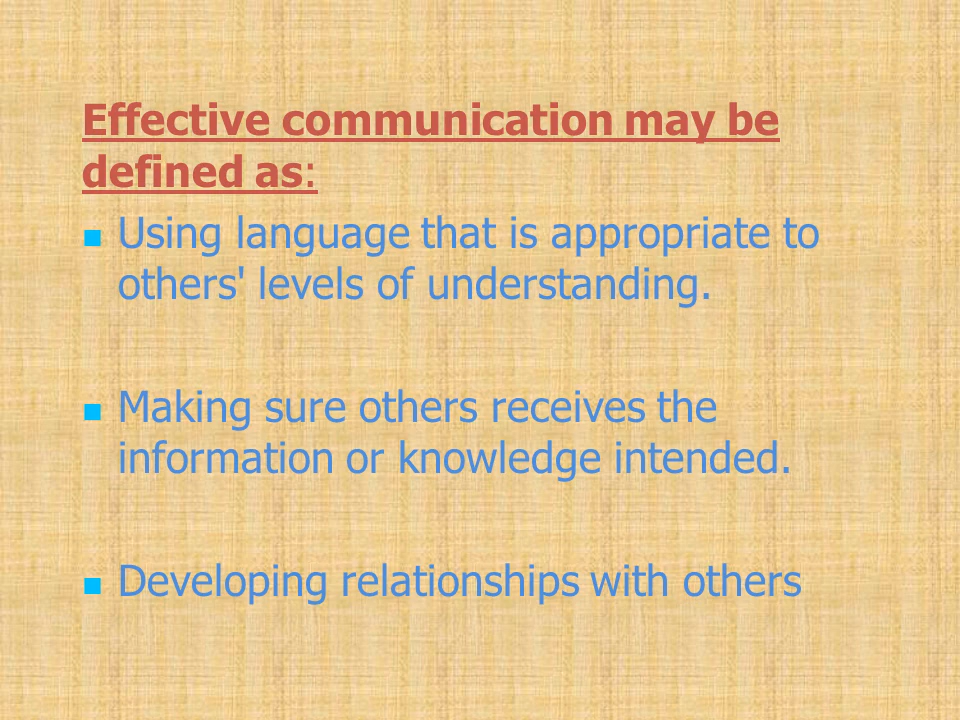 Effective communication may be
defined as:
Using language that is appropriate to
others' levels of understanding.
Making sure others receives the
information or knowledge intended.
Developing relationships with others